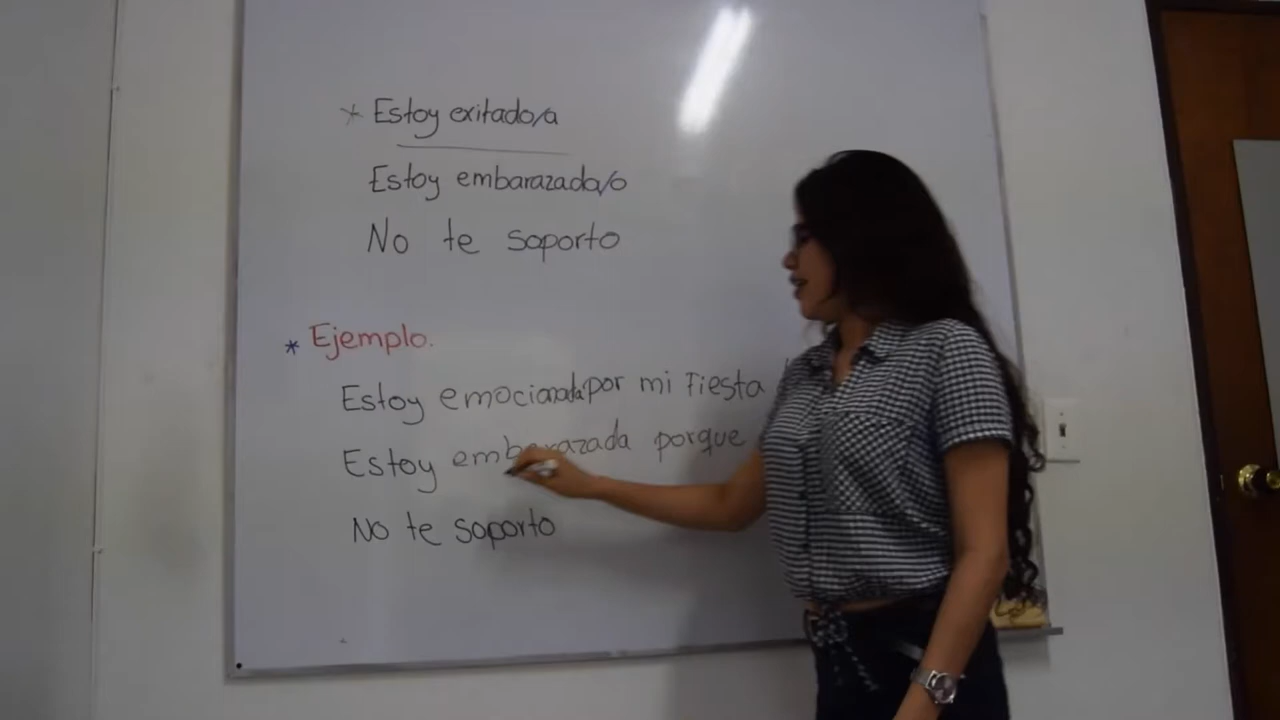 * Estoy exitado/a
Estoy embarazada/o
No te soporto
* Ejemplo.
Estoy emocionada por mi Fiesta
Estoy embarazada porque
No te soporto